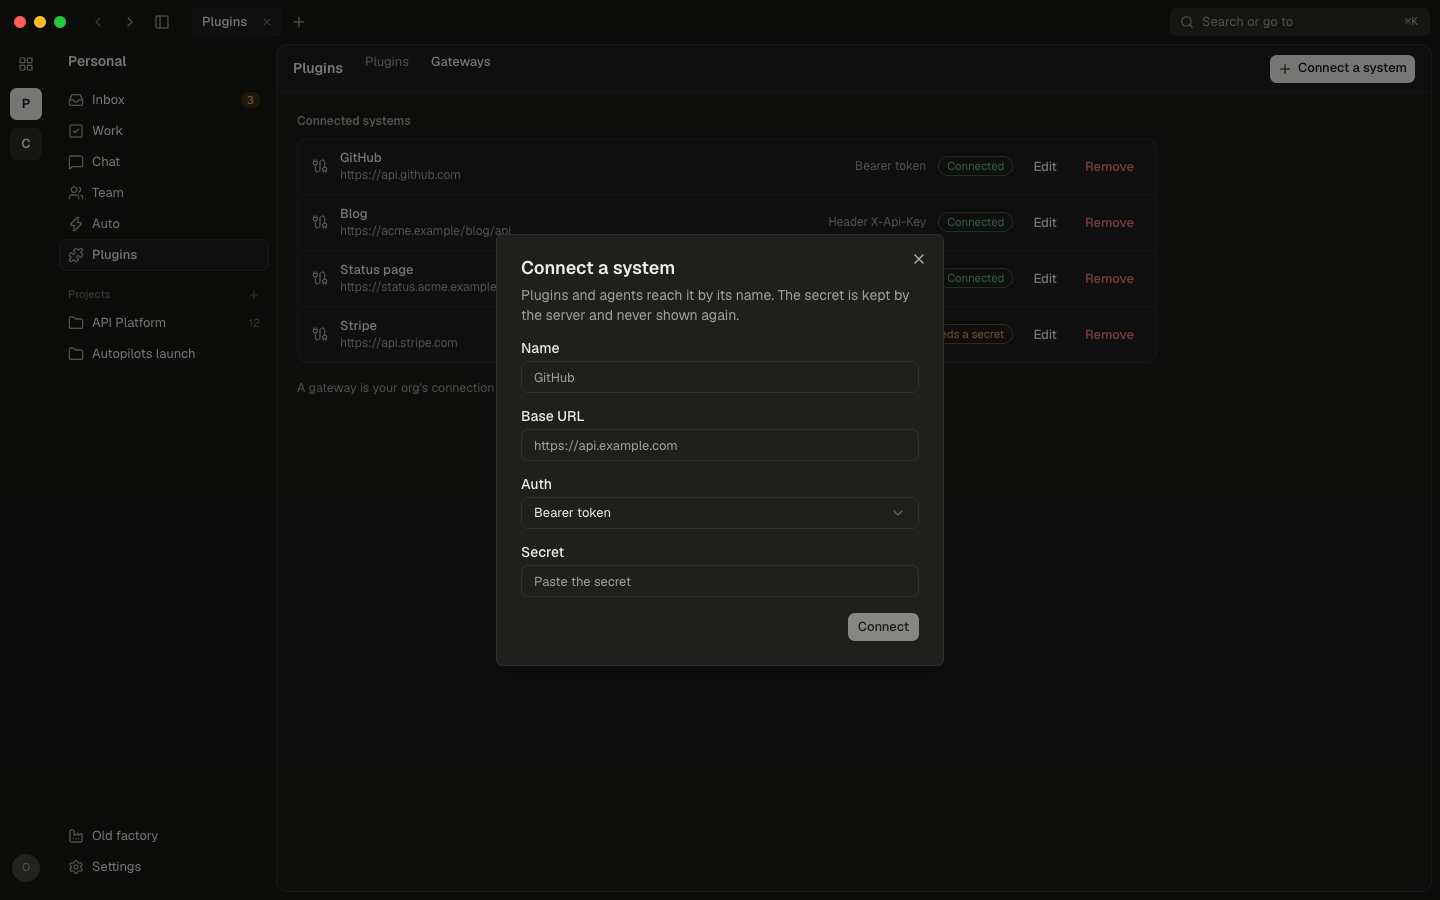 Plugins
Search or go to
⌘K
Personal
P
C
Inbox
3
Work
Chat
Team
Auto
Plugins
Projects
API Platform
12
Autopilots launch
Old factory
Settings
O
Plugins
Plugins
Gateways
Connect a system
Connected systems
GitHub
https://api.github.com
Bearer token
Connected
Edit
Remove
Blog
https://acme.example/blog/api
Header X-Api-Key
Connected
Edit
Remove
Status page
https://status.acme.example
Connected
Edit
Remove
Stripe
https://api.stripe.com
a secret
Edit
Remove
A gateway is your org's connection
Connect a system
Plugins and agents reach it by its name. The secret is kept by
the server and never shown again.
Name
GitHub
Base URL
https://api.example.com
Auth
Bearer token
Secret
Paste the secret
Connect